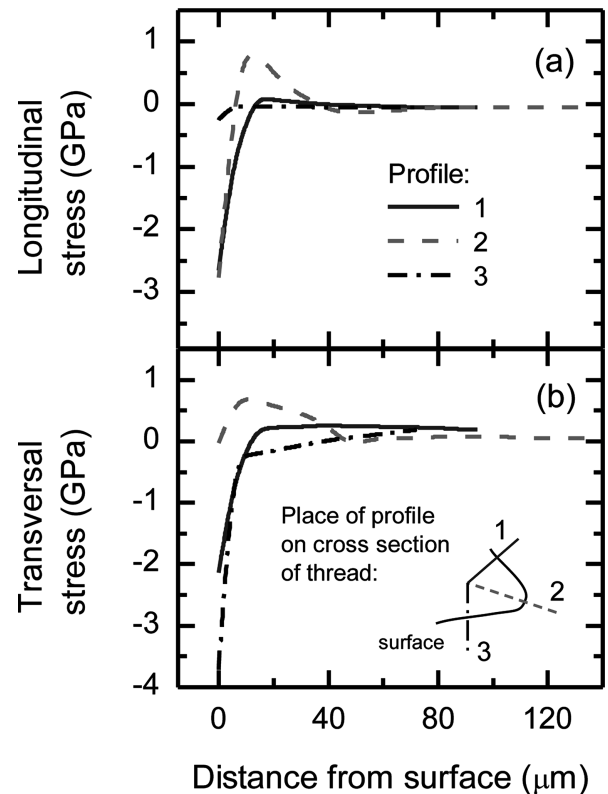 (a)
Longitudinal
stress (GPa)
1
0
-1
-2
-3
Profile:
1
2
3
(b)
Transversal
stress (GPa)
1
0
-1
-2
-3
-4
Place of profile
on cross section
of thread:
1
2
surface
3
0 40 80 120
Distance from surface (μm)